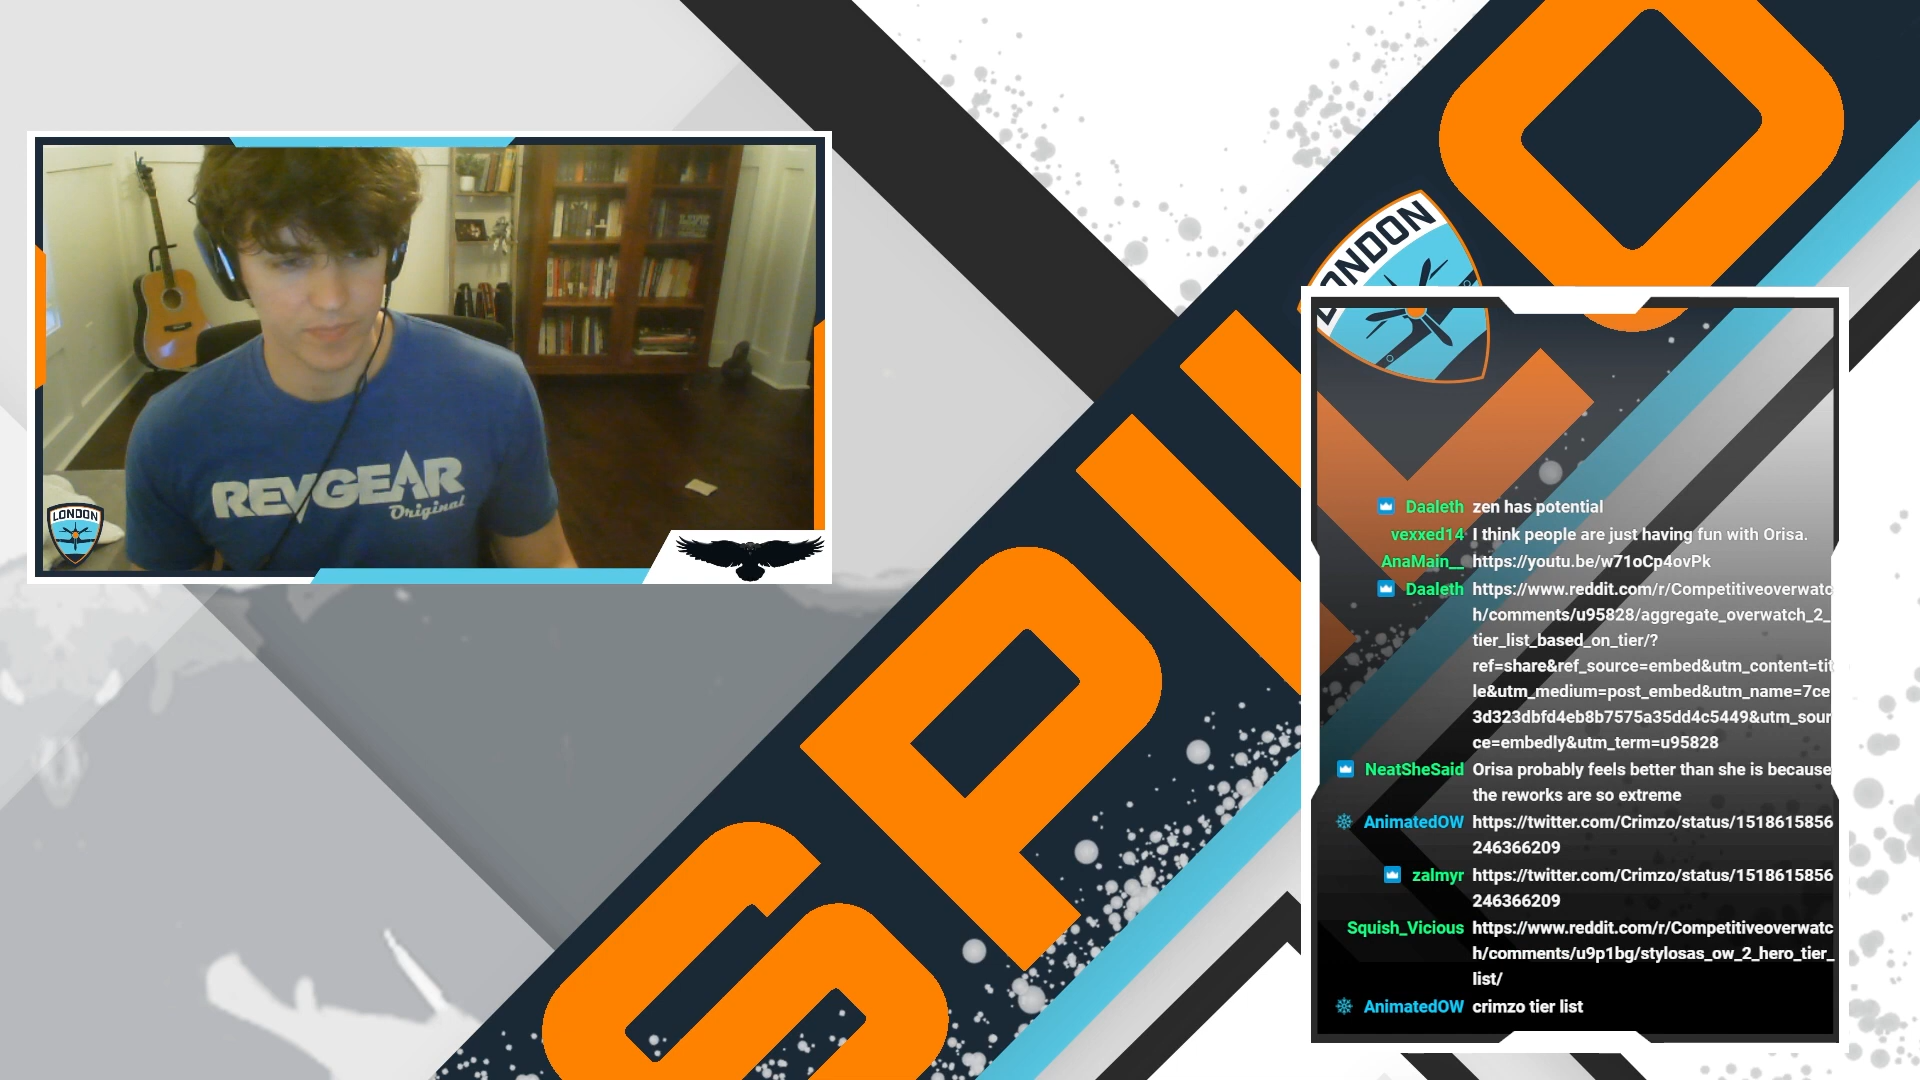 LONDON
REVGEAR
Original
LONDON
SPI
Daaleth zen has potential
vexxed14 I think people are just having fun with Orisa.
AnaMain__ https://youtu.be/w71oCp4ovPk
Daaleth https://www.reddit.com/r/Competitiveoverwatc
h/comments/u95828/aggregate_overwatch_2_
tier_list_based_on_tier/?
ref=share&ref_source=embed&utm_content=tit
le&utm_medium=post_embed&utm_name=7ce
3d323dbfd4eb8b7575a35dd4c5449&utm_sour
ce=embedly&utm_term=u95828
NeatSheSaid Orisa probably feels better than she is because
the reworks are so extreme
AnimatedOW https://twitter.com/Crimzo/status/1518615856
246366209
zalmyr https://twitter.com/Crimzo/status/1518615856
246366209
Squish_Vicious https://www.reddit.com/r/Competitiveoverwatc
h/comments/u9p1bg/stylosas_ow_2_hero_tier_
list/
AnimatedOW crimzo tier list